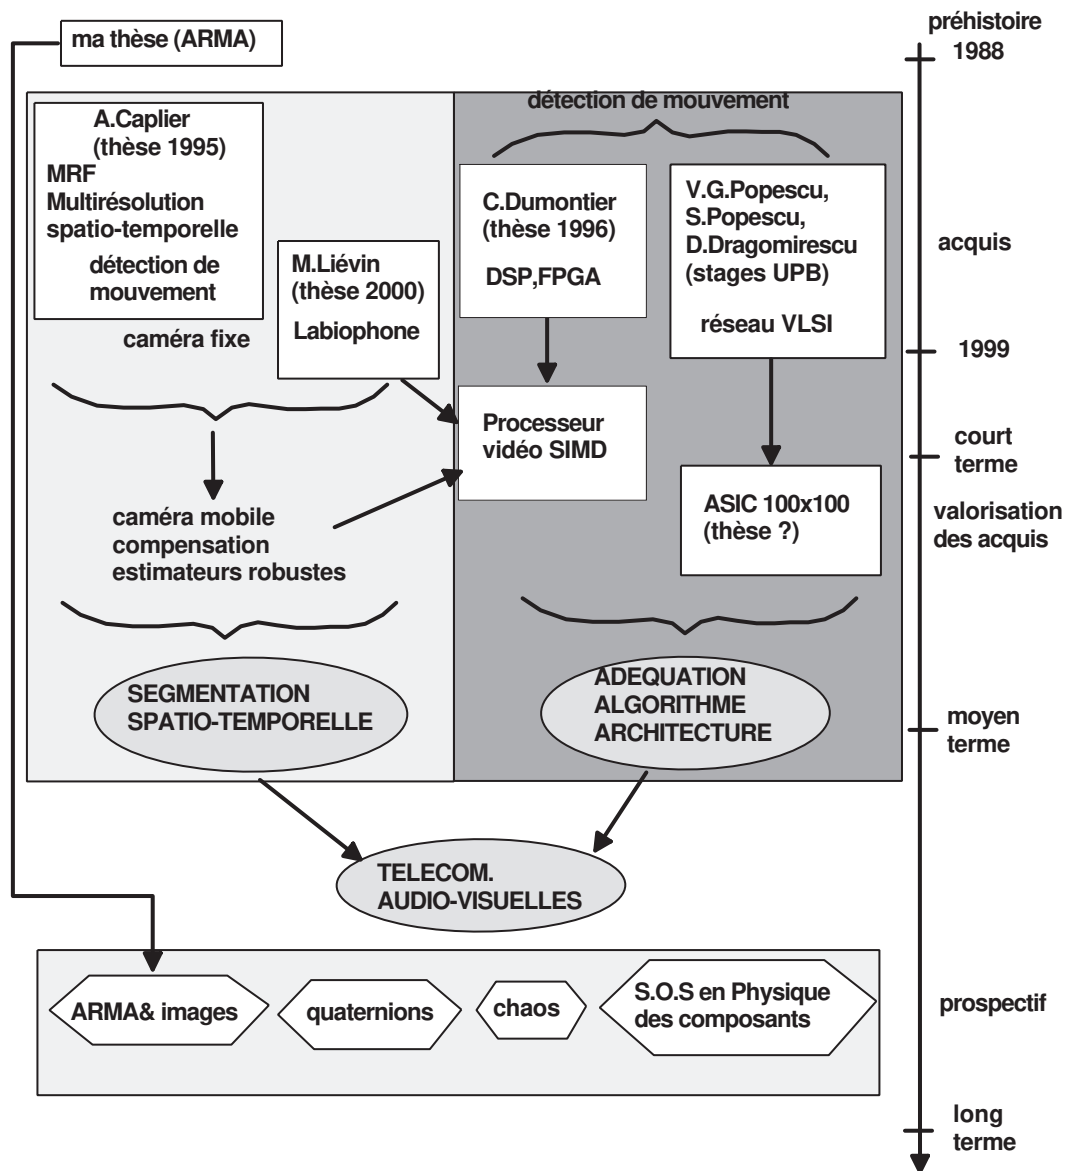 ma thèse (ARMA)
préhistoire
1988
détection de mouvement
A.Caplier
(thèse 1995)
MRF
Multirésolution
spatio-temporelle
détection de
mouvement
caméra fixe
M.Liévin
(thèse 2000)
Labiophone
C.Dumontier
(thèse 1996)
DSP,FPGA
V.G.Popescu,
S.Popescu,
D.Dragomirescu
(stages UPB)
réseau VLSI
acquis
1999
Processeur
vidéo SIMD
court
terme
ASIC 100x100
(thèse ?)
valorisation
des acquis
caméra mobile
compensation
estimateurs robustes
SEGMENTATION
SPATIO-TEMPORELLE
ADEQUATION
ALGORITHME
ARCHITECTURE
moyen
terme
TELECOM.
AUDIO-VISUELLES
ARMA& images
quaternions
chaos
S.O.S en Physique
des composants
prospectif
long
terme